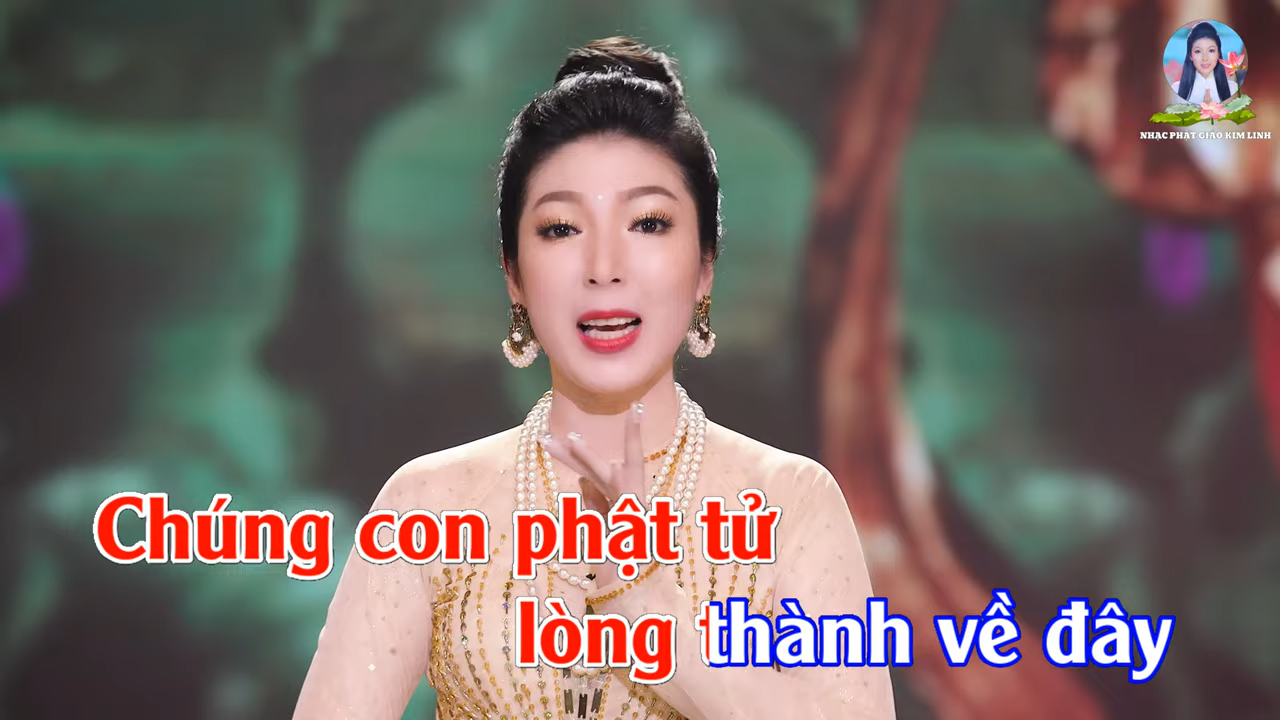 NHẠC PHẬT GIÁO KIM LINH
Chúng con phật tử
lòng thành về đây